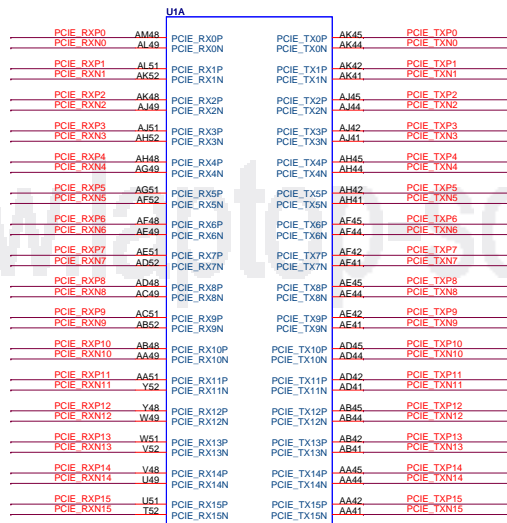 U1A
PCIE_RXP0 AM48 PCIE_RX0P PCIE_TX0P AK45 PCIE_TXP0
PCIE_RXN0 AL49 PCIE_RX0N PCIE_TX0N AK44 PCIE_TXN0
PCIE_RXP1 AL51 PCIE_RX1P PCIE_TX1P AK42 PCIE_TXP1
PCIE_RXN1 AK52 PCIE_RX1N PCIE_TX1N AK41 PCIE_TXN1
PCIE_RXP2 AK48 PCIE_RX2P PCIE_TX2P AJ45 PCIE_TXP2
PCIE_RXN2 AJ49 PCIE_RX2N PCIE_TX2N AJ44 PCIE_TXN2
PCIE_RXP3 AJ51 PCIE_RX3P PCIE_TX3P AJ42 PCIE_TXP3
PCIE_RXN3 AH52 PCIE_RX3N PCIE_TX3N AJ41 PCIE_TXN3
PCIE_RXP4 AH48 PCIE_RX4P PCIE_TX4P AH45 PCIE_TXP4
PCIE_RXN4 AG49 PCIE_RX4N PCIE_TX4N AH44 PCIE_TXN4
PCIE_RXP5 AG51 PCIE_RX5P PCIE_TX5P AH42 PCIE_TXP5
PCIE_RXN5 AF52 PCIE_RX5N PCIE_TX5N AH41 PCIE_TXN5
PCIE_RXP6 AF48 PCIE_RX6P PCIE_TX6P AF45 PCIE_TXP6
PCIE_RXN6 AE49 PCIE_RX6N PCIE_TX6N AF44 PCIE_TXN6
PCIE_RXP7 AE51 PCIE_RX7P PCIE_TX7P AF42 PCIE_TXP7
PCIE_RXN7 AD52 PCIE_RX7N PCIE_TX7N AF41 PCIE_TXN7
PCIE_RXP8 AD48 PCIE_RX8P PCIE_TX8P AE45 PCIE_TXP8
PCIE_RXN8 AC49 PCIE_RX8N PCIE_TX8N AE44 PCIE_TXN8
PCIE_RXP9 AC51 PCIE_RX9P PCIE_TX9P AE42 PCIE_TXP9
PCIE_RXN9 AB52 PCIE_RX9N PCIE_TX9N AE41 PCIE_TXN9
PCIE_RXP10 AB48 PCIE_RX10P PCIE_TX10P AD45 PCIE_TXP10
PCIE_RXN10 AA49 PCIE_RX10N PCIE_TX10N AD44 PCIE_TXN10
PCIE_RXP11 AA51 PCIE_RX11P PCIE_TX11P AD42 PCIE_TXP11
PCIE_RXN11 Y52 PCIE_RX11N PCIE_TX11N AD41 PCIE_TXN11
PCIE_RXP12 Y48 PCIE_RX12P PCIE_TX12P AB45 PCIE_TXP12
PCIE_RXN12 W49 PCIE_RX12N PCIE_TX12N AB44 PCIE_TXN12
PCIE_RXP13 W51 PCIE_RX13P PCIE_TX13P AB42 PCIE_TXP13
PCIE_RXN13 V52 PCIE_RX13N PCIE_TX13N AB41 PCIE_TXN13
PCIE_RXP14 V48 PCIE_RX14P PCIE_TX14P AA45 PCIE_TXP14
PCIE_RXN14 U49 PCIE_RX14N PCIE_TX14N AA44 PCIE_TXN14
PCIE_RXP15 U51 PCIE_RX15P PCIE_TX15P AA42 PCIE_TXP15
PCIE_RXN15 T52 PCIE_RX15N PCIE_TX15N AA41 PCIE_TXN15